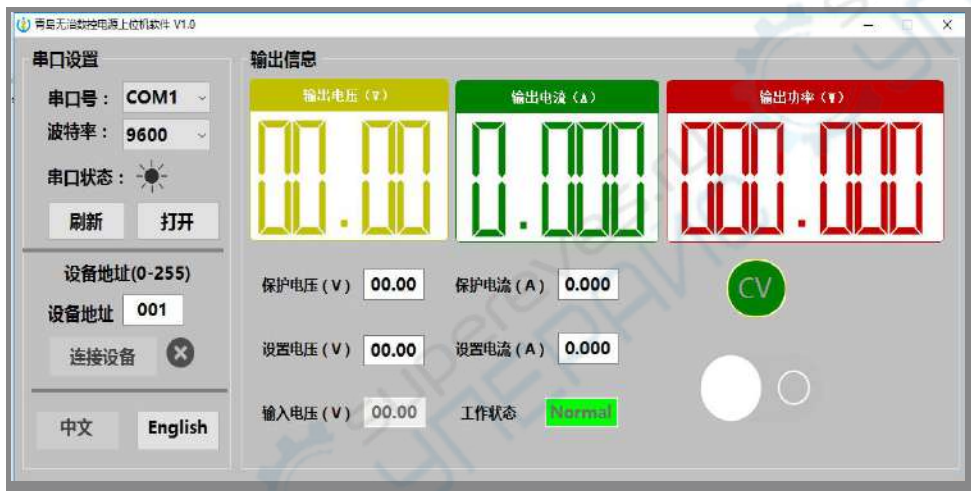 青岛无治数控电源上位机软件 V1.0
串口设置
串口号： COM1
波特率： 9600
串口状态：
刷新 打开
设备地址(0-255)
设备地址 001
连接设备
中文 English
输出信息
输出电压（V） 输出电流（A） 输出功率（W）
00.00 0.000 000.000
保护电压（V） 00.00 保护电流（A） 0.000
CV
设置电压（V） 00.00 设置电流（A） 0.000
输入电压（V） 00.00 工作状态 Normal
supereyes.ru